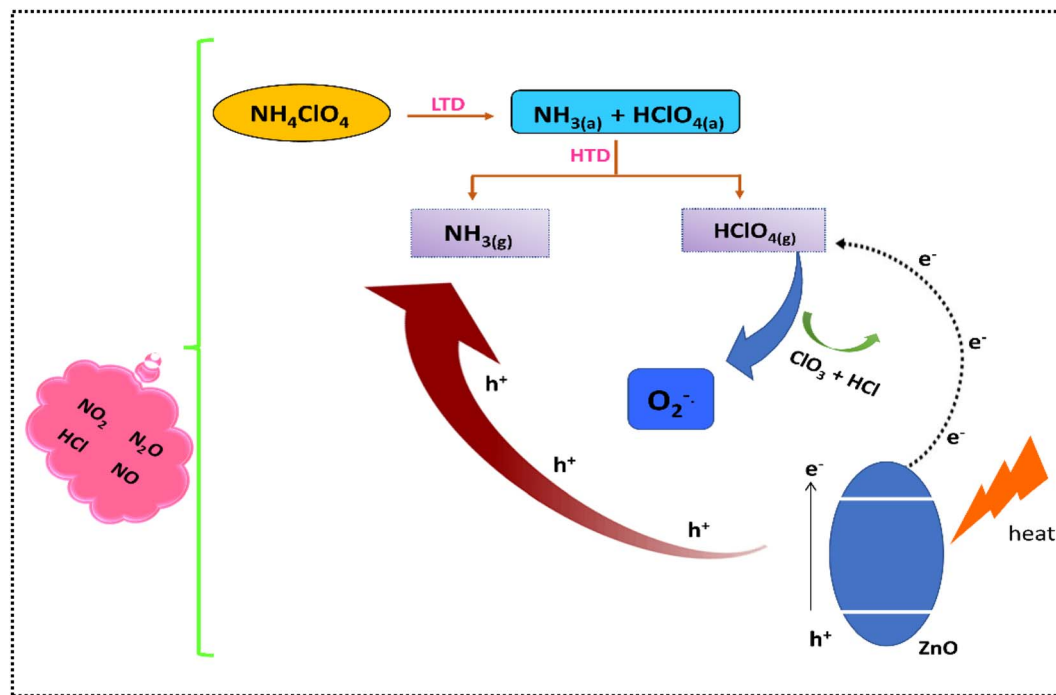 NH₄ClO₄
LTD
NH₃(a) + HClO₄(a)
HTD
NH₃(g)
HClO₄(g)
e⁻
e⁻
e⁻
ClO₃ + HCl
O₂⁻·
h⁺
h⁺
h⁺
NO₂
N₂O
HCl
NO
e⁻
h⁺
heat
ZnO